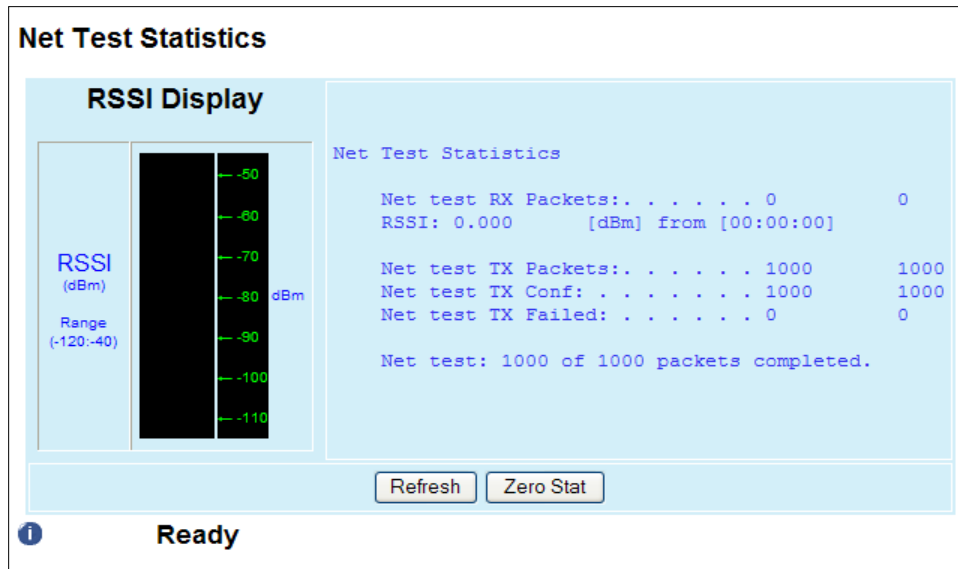 Net Test Statistics
RSSI Display
RSSI
(dBm)
Range
(-120:-40)
← -50
← -60
← -70
← -80
← -90
← -100
← -110
dBm
Net Test Statistics
Net test RX Packets:. . . . . . 0 0
RSSI: 0.000 [dBm] from [00:00:00]
Net test TX Packets:. . . . . . 1000 1000
Net test TX Conf: . . . . . . . 1000 1000
Net test TX Failed: . . . . . . 0 0
Net test: 1000 of 1000 packets completed.
Refresh Zero Stat
i Ready